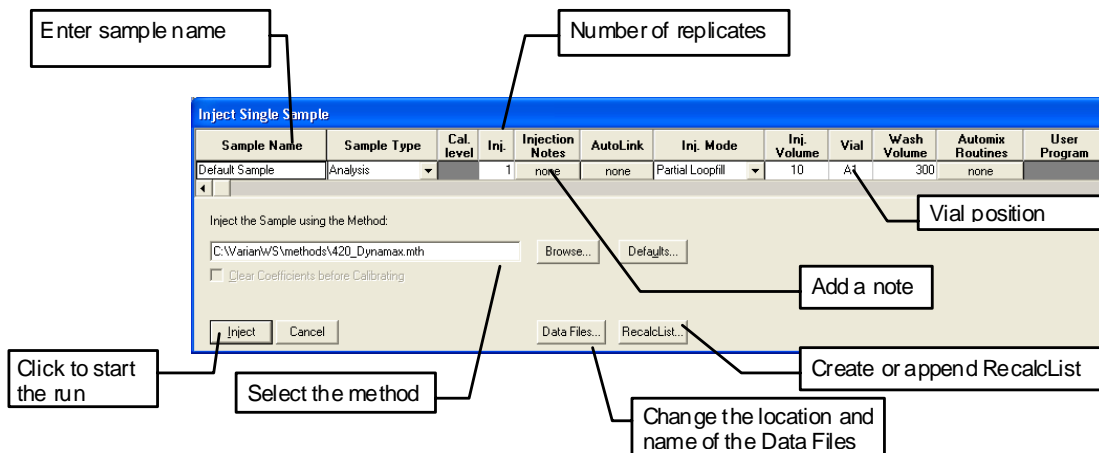 Enter sample name
Number of replicates
Inject Single Sample
Sample Name Sample Type Cal. level Inj. Injection Notes AutoLink Inj. Mode Inj. Volume Vial Wash Volume Automix Routines User Program
Default Sample Analysis 1 none none Partial Loopfill 10 A1 300 none
Vial position
Inject the Sample using the Method:
C:\VarianWS\methods\420_Dynamax.mth Browse... Defaults...
Clear Coefficients before Calibrating
Add a note
Inject Cancel Data Files... RecalcList...
Click to start
the run
Select the method
Create or append RecalcList
Change the location and
name of the Data Files